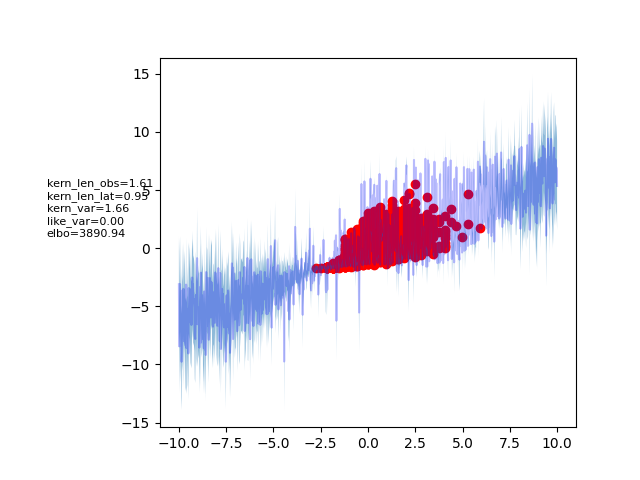 15
10
5
0
−5
−10
−15
kern_len_obs=1.61
kern_len_lat=0.95
kern_var=1.66
like_var=0.00
elbo=3890.94
−10.0 −7.5 −5.0 −2.5 0.0 2.5 5.0 7.5 10.0